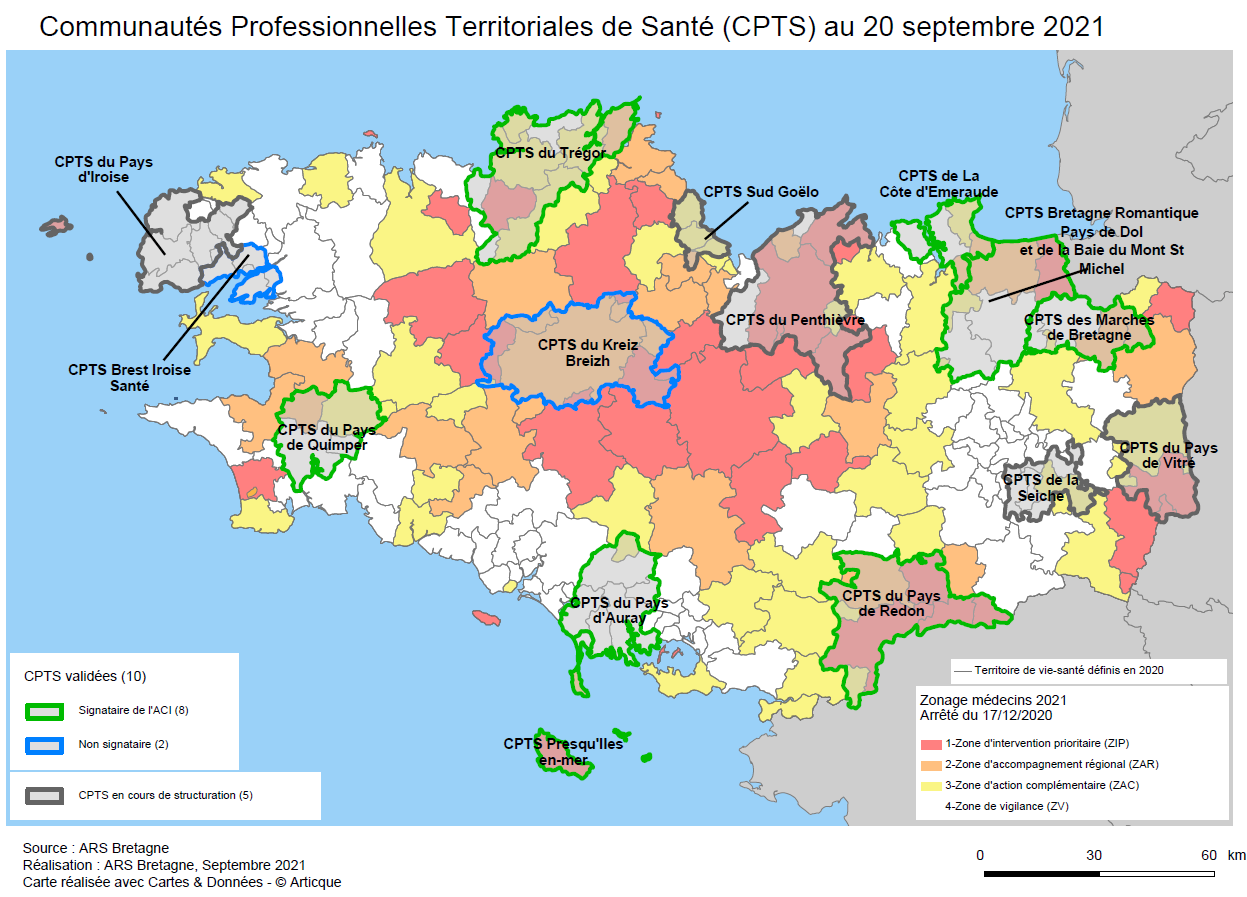 Communautés Professionnelles Territoriales de Santé (CPTS) au 20 septembre 2021
CPTS du Pays
d'Iroise
CPTS du Trégor
CPTS Sud Goëlo
CPTS de La
Côte d'Emeraude
CPTS Bretagne Romantique
Pays de Dol
et de la Baie du Mont St
Michel
CPTS du Penthièvre
CPTS des Marches
de Bretagne
CPTS du Kreiz
Breizh
CPTS Brest Iroise
Santé
CPTS du Pays
de Quimper
CPTS du Pays
de Vitré
CPTS de la
Seiche
CPTS du Pays
d'Auray
CPTS du Pays
de Redon
CPTS Presqu'Iles
en-mer
CPTS validées (10)
Signataire de l'ACI (8)
Non signataire (2)
CPTS en cours de structuration (5)
Territoire de vie-santé définis en 2020
Zonage médecins 2021
Arrêté du 17/12/2020
1-Zone d'intervention prioritaire (ZIP)
2-Zone d'accompagnement régional (ZAR)
3-Zone d'action complémentaire (ZAC)
4-Zone de vigilance (ZV)
Source : ARS Bretagne
Réalisation : ARS Bretagne, Septembre 2021
Carte réalisée avec Cartes & Données - © Articque
0 30 60 km